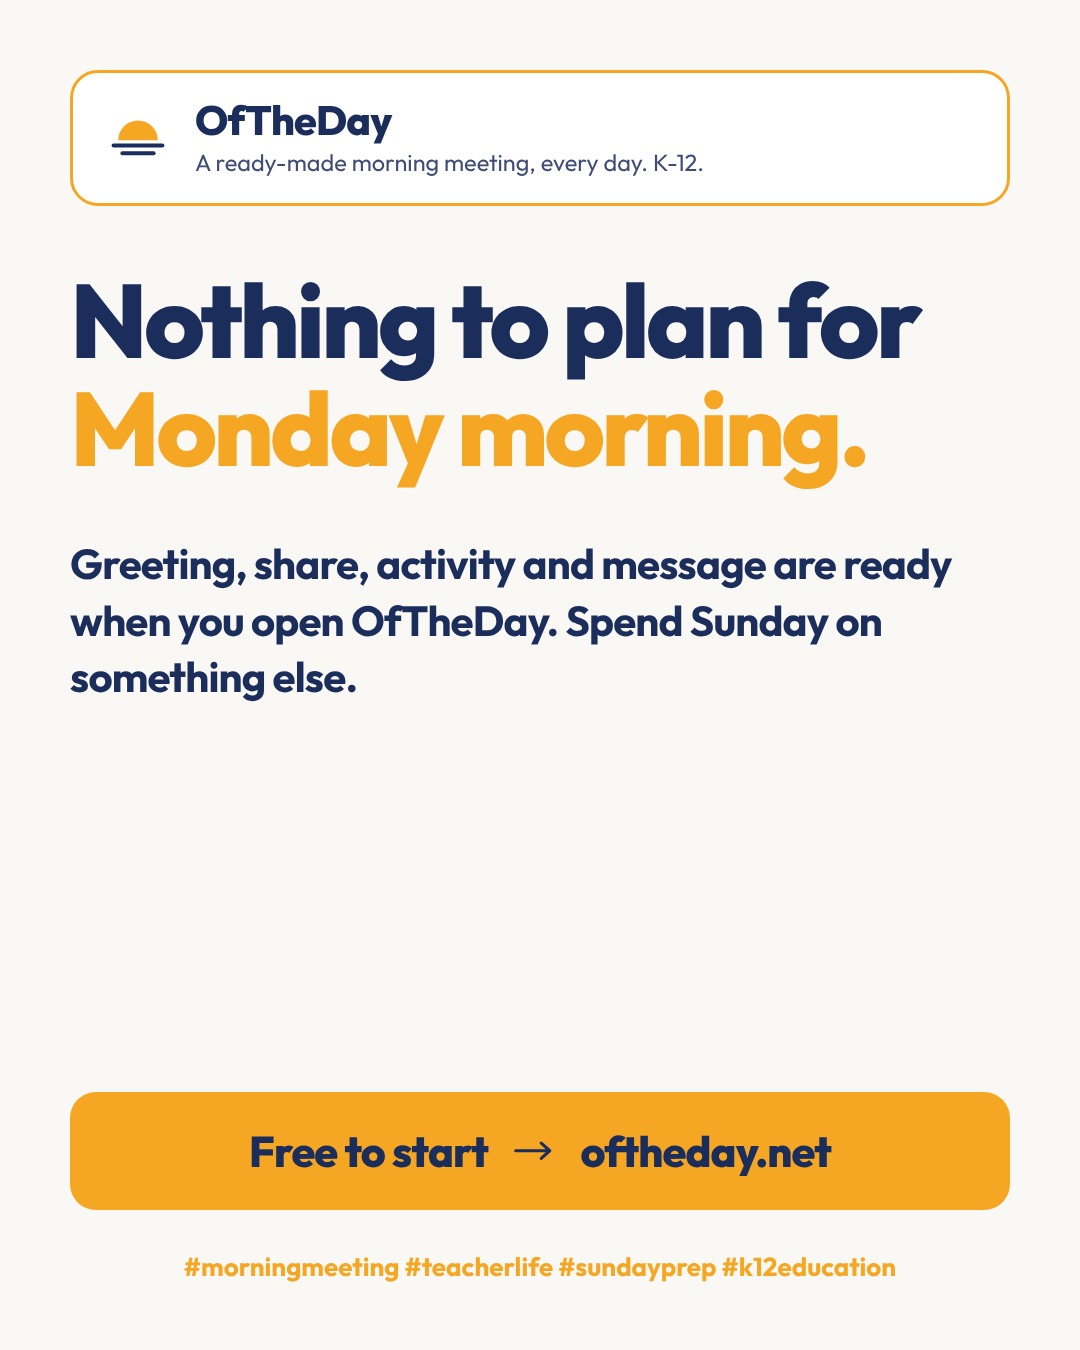 OfTheDay
A ready-made morning meeting, every day. K-12.
Nothing to plan for
Monday morning.
Greeting, share, activity and message are ready
when you open OfTheDay. Spend Sunday on
something else.
Free to start → oftheday.net
#morningmeeting #teacherlife #sundayprep #k12education